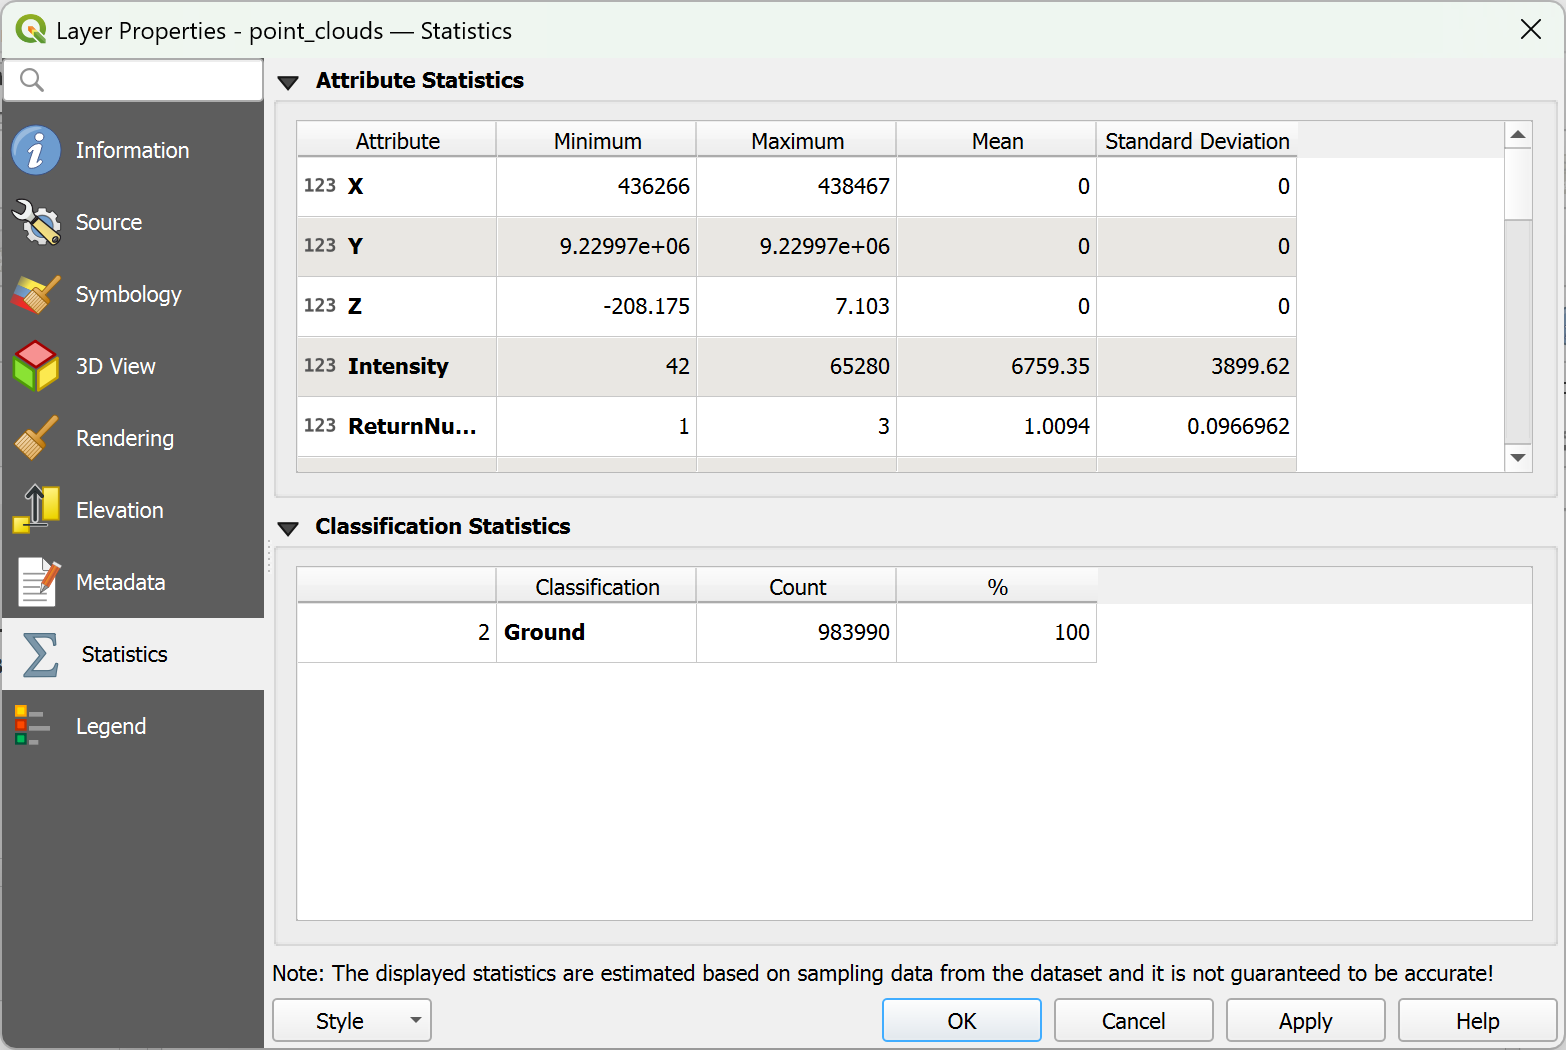 Layer Properties - point_clouds — Statistics
Information
Source
Symbology
3D View
Rendering
Elevation
Metadata
Statistics
Legend
Attribute Statistics
Attribute Minimum Maximum Mean Standard Deviation
123 X 436266 438467 0 0
123 Y 9.22997e+06 9.22997e+06 0 0
123 Z -208.175 7.103 0 0
123 Intensity 42 65280 6759.35 3899.62
123 ReturnNu... 1 3 1.0094 0.0966962
Classification Statistics
Classification Count %
2 Ground 983990 100
Note: The displayed statistics are estimated based on sampling data from the dataset and it is not guaranteed to be accurate!
Style OK Cancel Apply Help